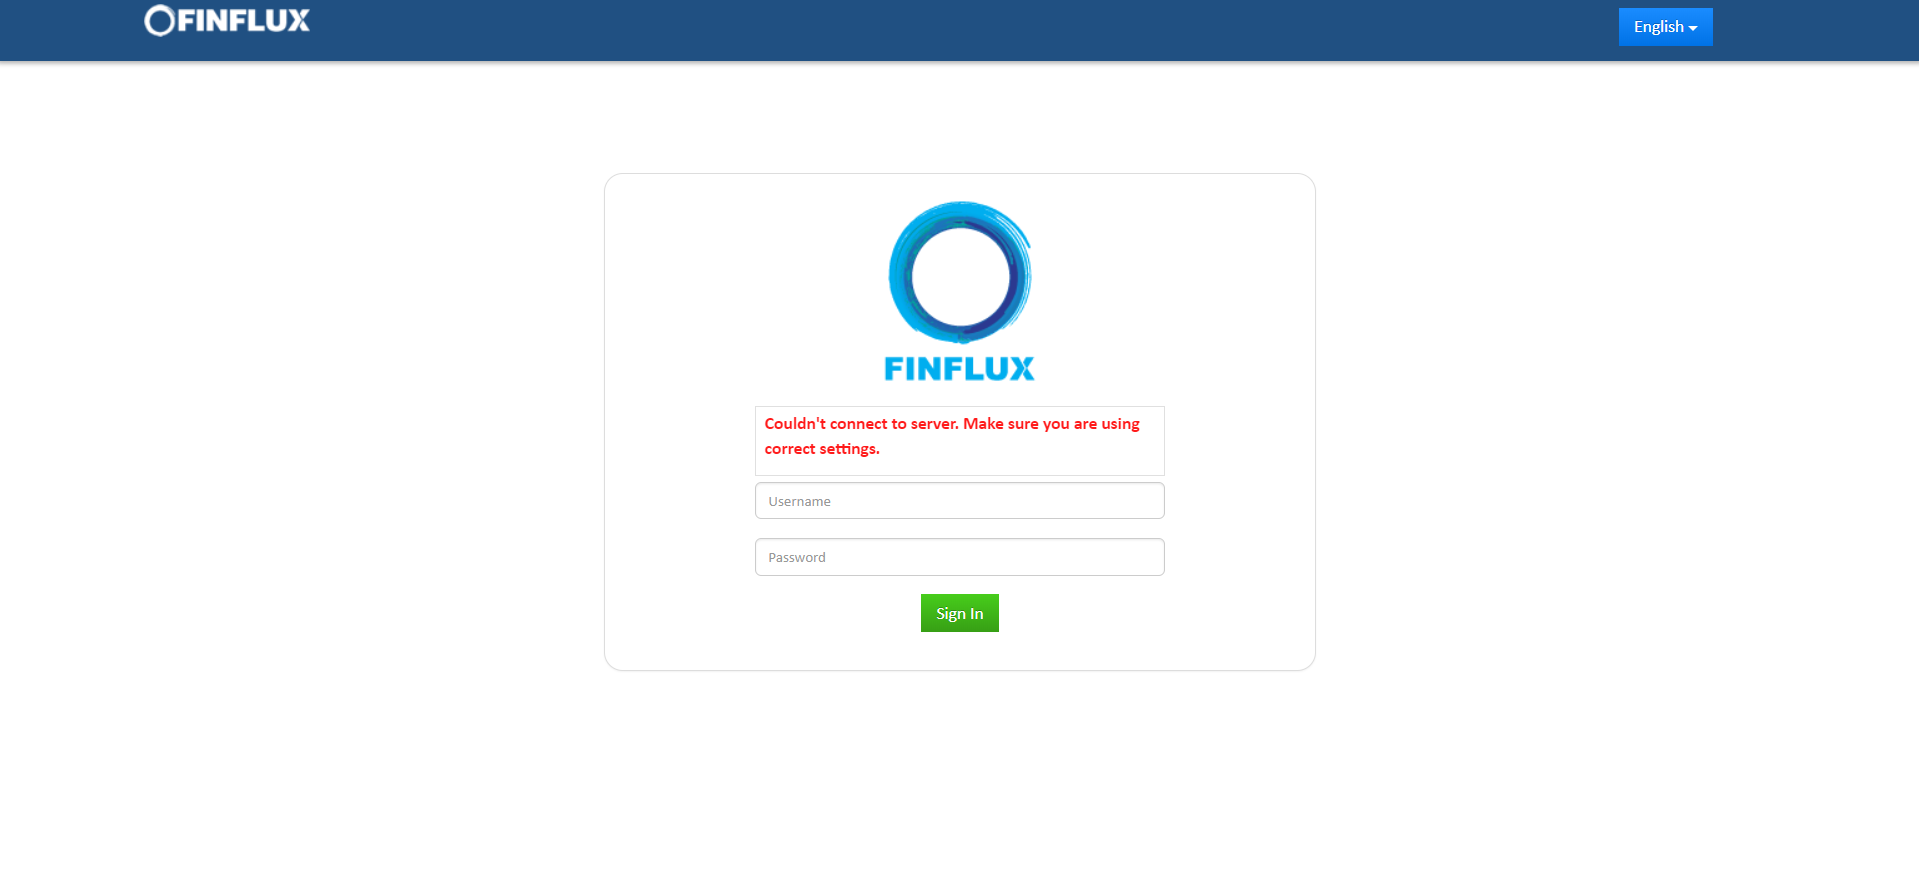 FINFLUX
English
FINFLUX
Couldn't connect to server. Make sure you are using
correct settings.
Username
Password
Sign In